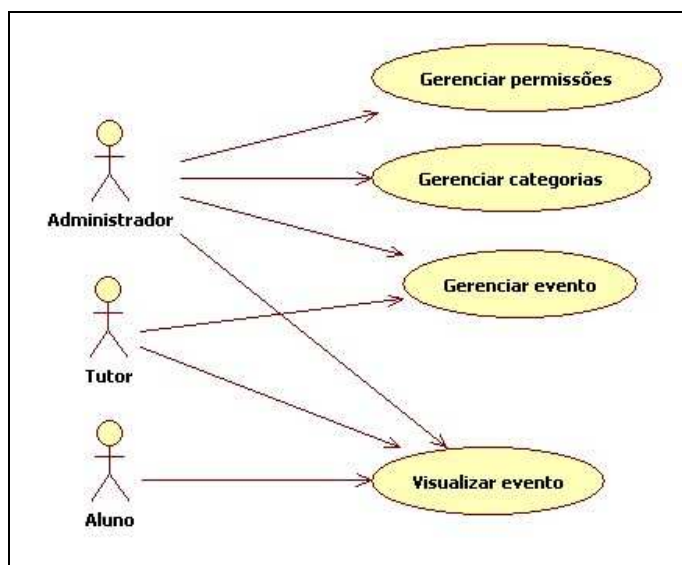 Gerenciar permissões
Gerenciar categorias
Administrador
Gerenciar evento
Tutor
Visualizar evento
Aluno